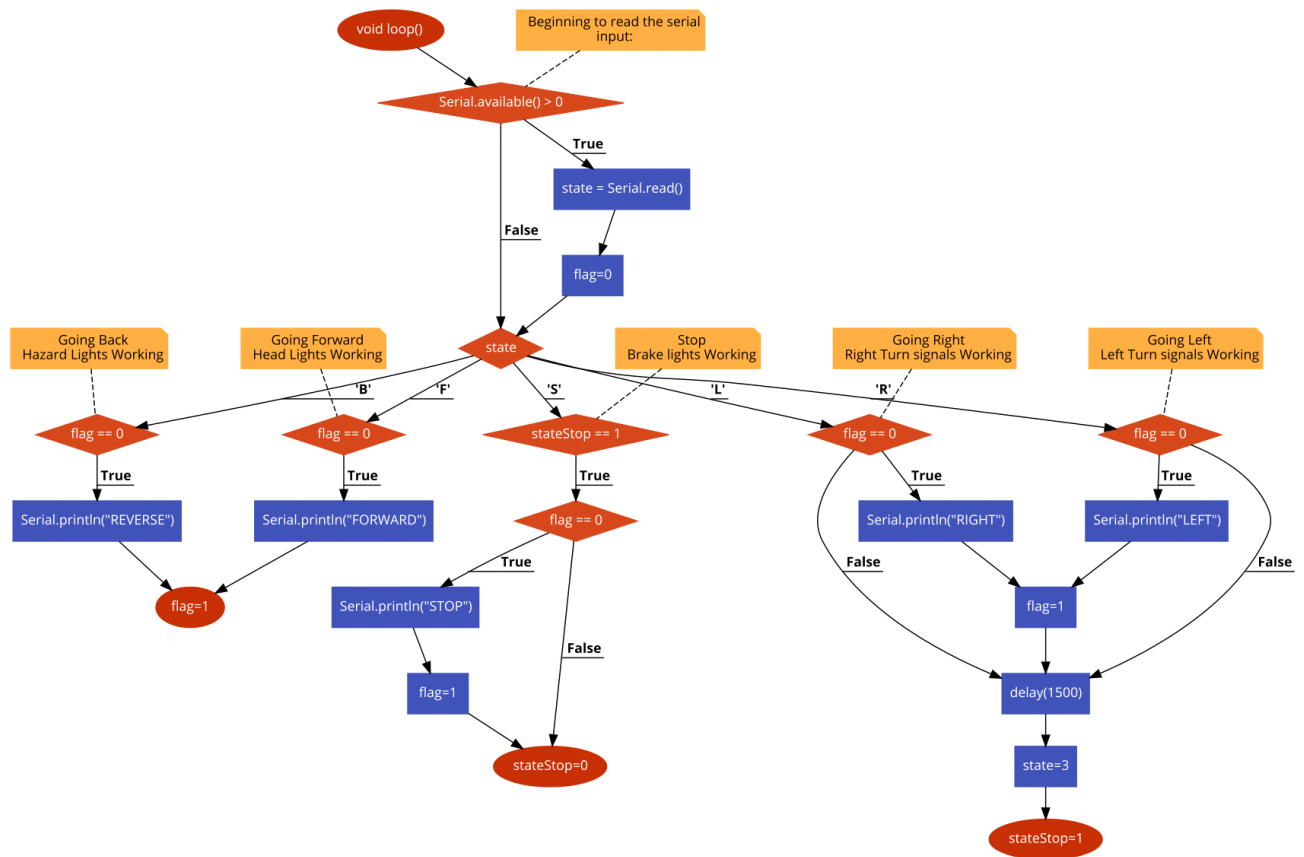 void loop()
Beginning to read the serial
input:
Serial.available() > 0
True
state = Serial.read()
False
flag=0
Going Back
Hazard Lights Working
Going Forward
Head Lights Working
state
Stop
Brake lights Working
Going Right
Right Turn signals Working
Going Left
Left Turn signals Working
'B'
'F'
'S'
'L'
'R'
flag == 0
flag == 0
stateStop == 1
flag == 0
flag == 0
True
True
True
True
True
Serial.println("REVERSE")
Serial.println("FORWARD")
flag == 0
Serial.println("RIGHT")
Serial.println("LEFT")
True
False
False
flag=1
Serial.println("STOP")
flag=1
False
flag=1
delay(1500)
stateStop=0
state=3
stateStop=1